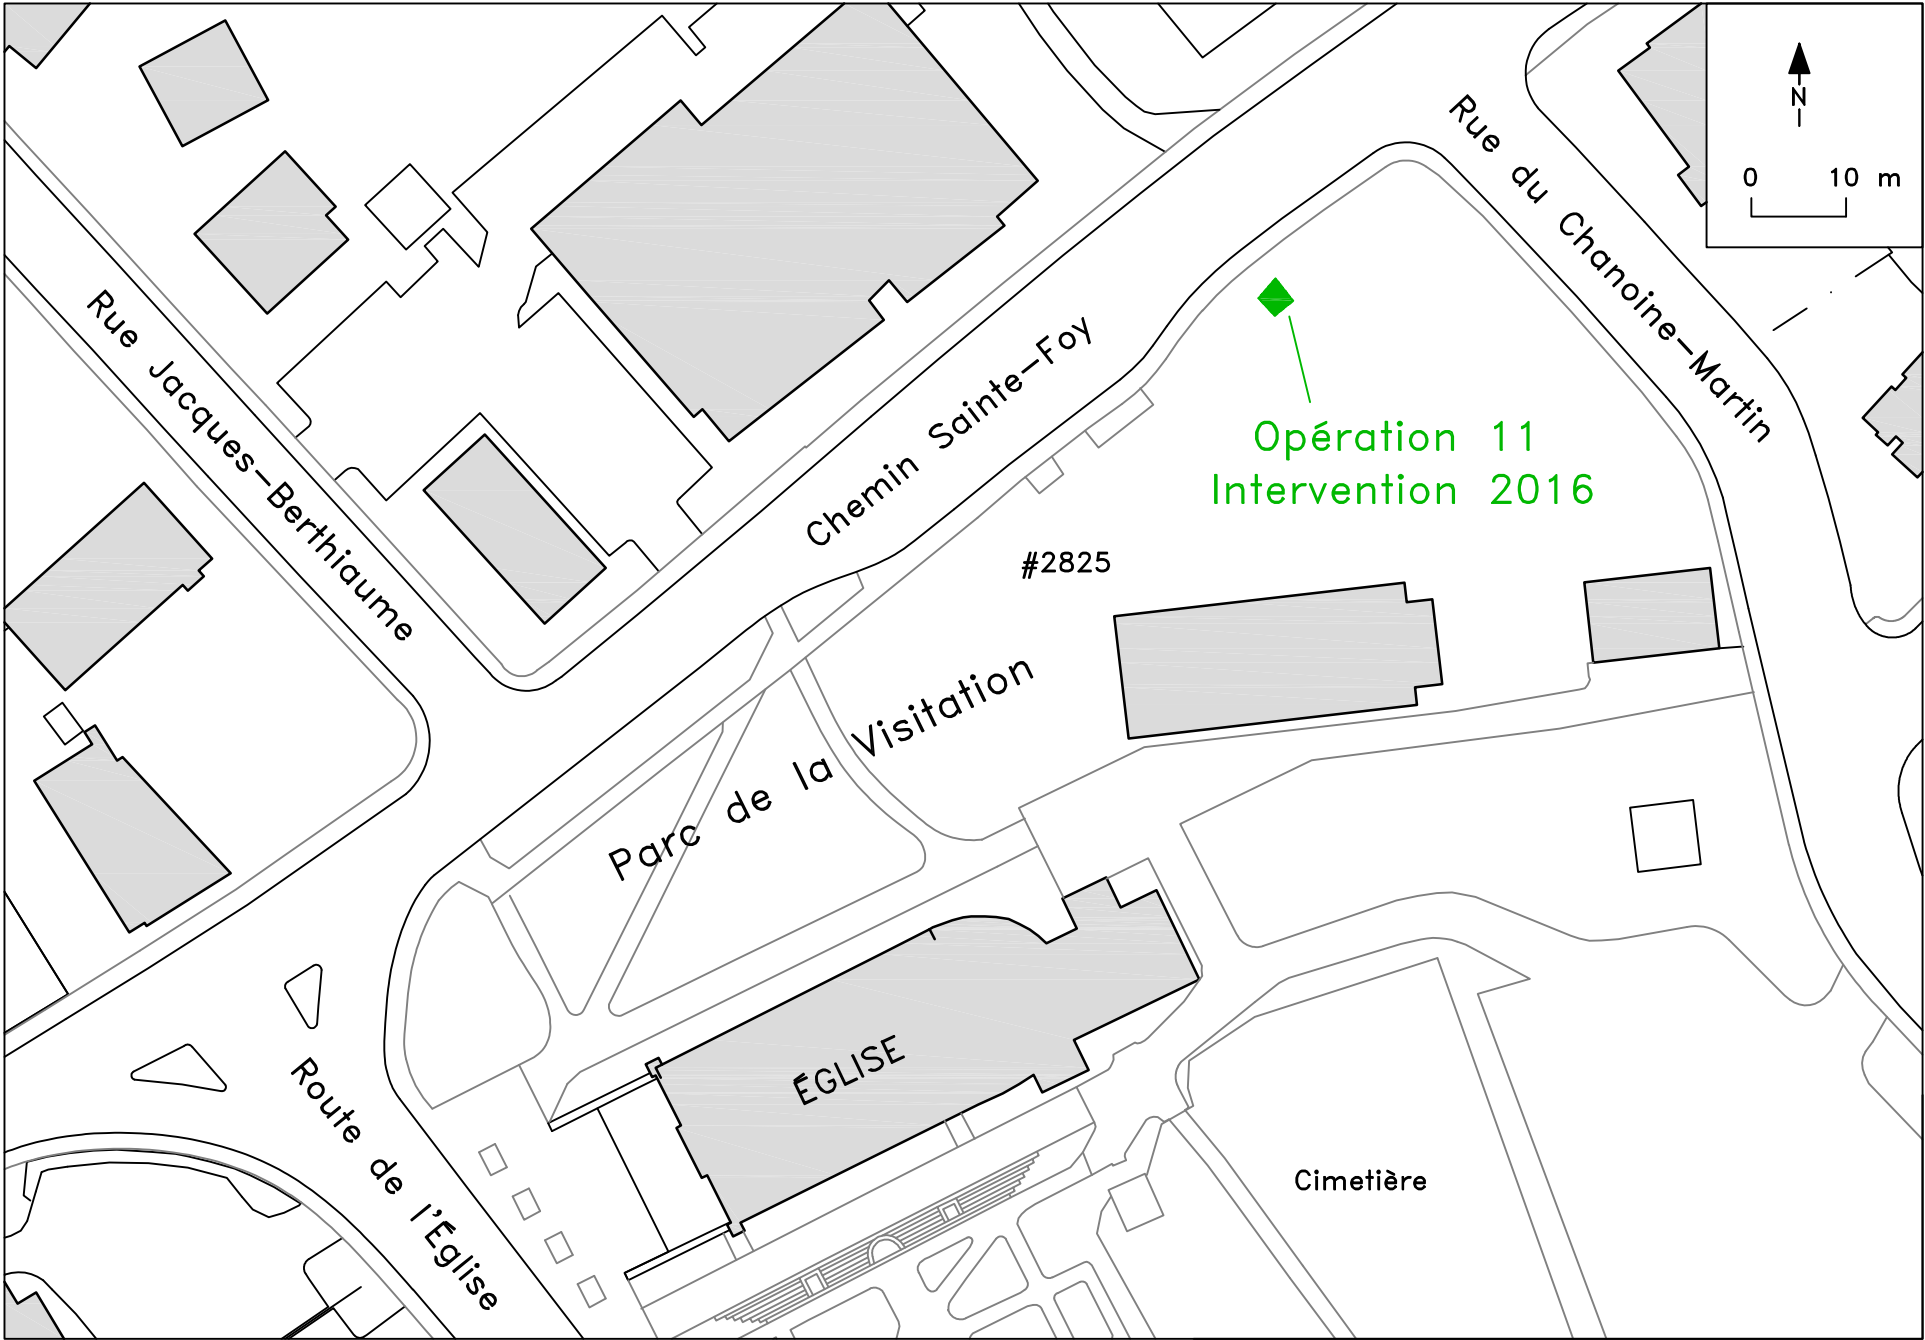 N
0 10 m
Rue du Chanoine-Martin
Rue Jacques-Berthiaume
Chemin Sainte-Foy
Opération 11
Intervention 2016
#2825
Parc de la Visitation
ÉGLISE
Route de l'Église
Cimetière